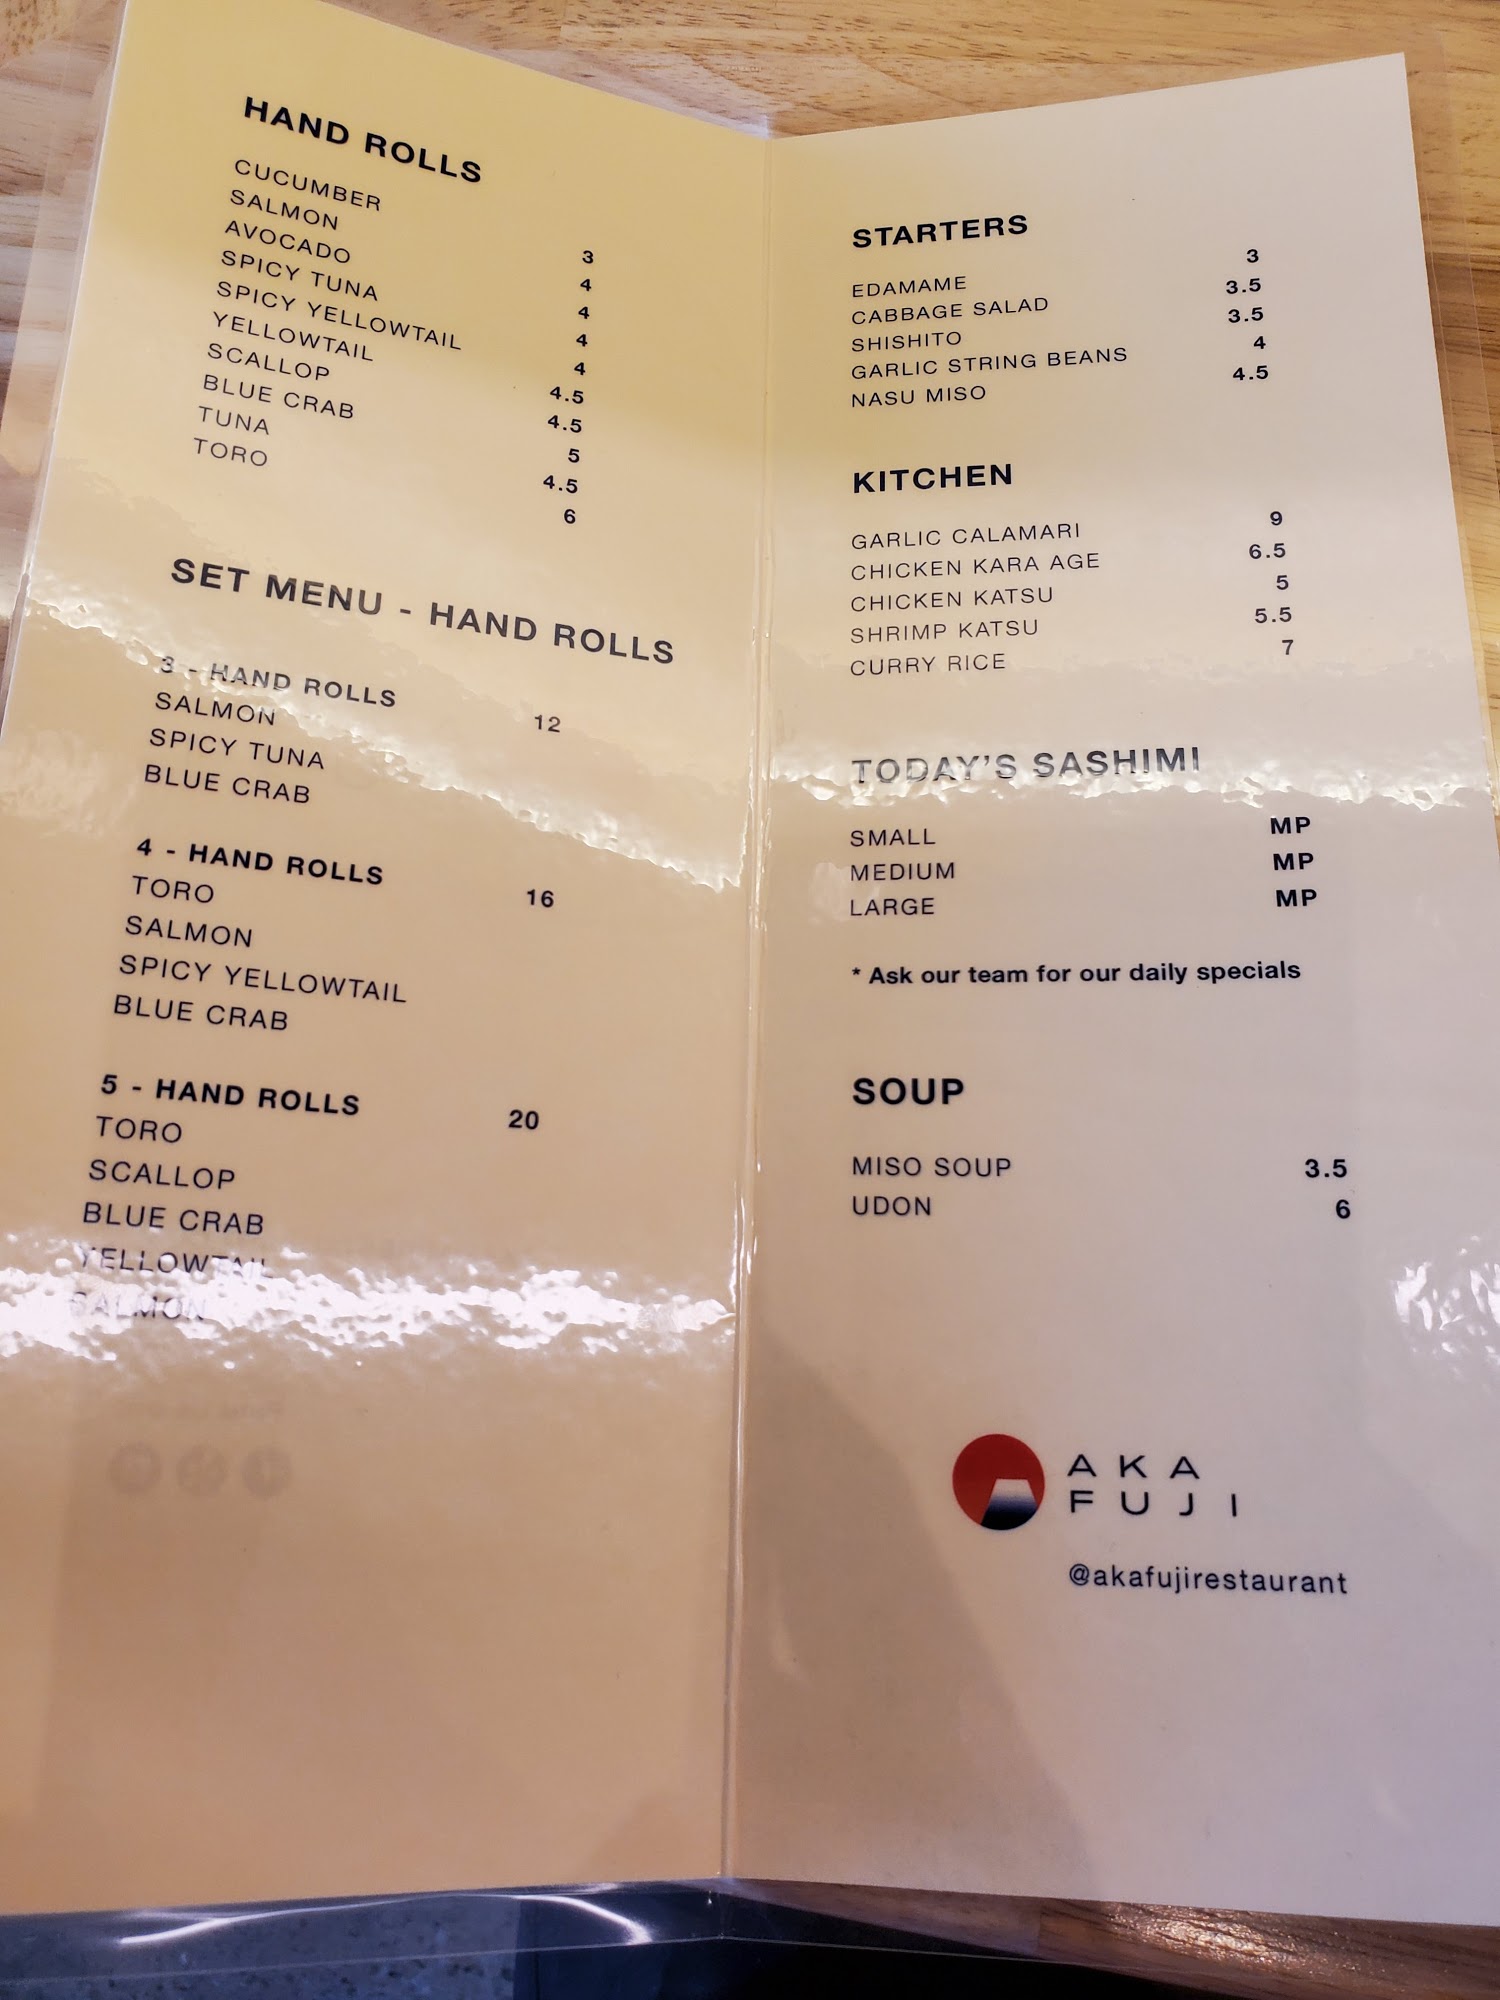 HAND ROLLS
CUCUMBER 3
SALMON 4
AVOCADO 4
SPICY TUNA 4
SPICY YELLOWTAIL 4
YELLOWTAIL 4.5
SCALLOP 4.5
BLUE CRAB 5
TUNA 4.5
TORO 6
SET MENU - HAND ROLLS
3 - HAND ROLLS 12
SALMON
SPICY TUNA
BLUE CRAB
4 - HAND ROLLS 16
TORO
SALMON
SPICY YELLOWTAIL
BLUE CRAB
5 - HAND ROLLS 20
TORO
SCALLOP
BLUE CRAB
YELLOWTAIL
SALMON
STARTERS
EDAMAME 3
CABBAGE SALAD 3.5
SHISHITO 3.5
GARLIC STRING BEANS 4
NASU MISO 4.5
KITCHEN
GARLIC CALAMARI 9
CHICKEN KARA AGE 6.5
CHICKEN KATSU 5
SHRIMP KATSU 5.5
CURRY RICE 7
TODAY'S SASHIMI
SMALL MP
MEDIUM MP
LARGE MP
* Ask our team for our daily specials
SOUP
MISO SOUP 3.5
UDON 6
AKA
FUJI
@akafujirestaurant